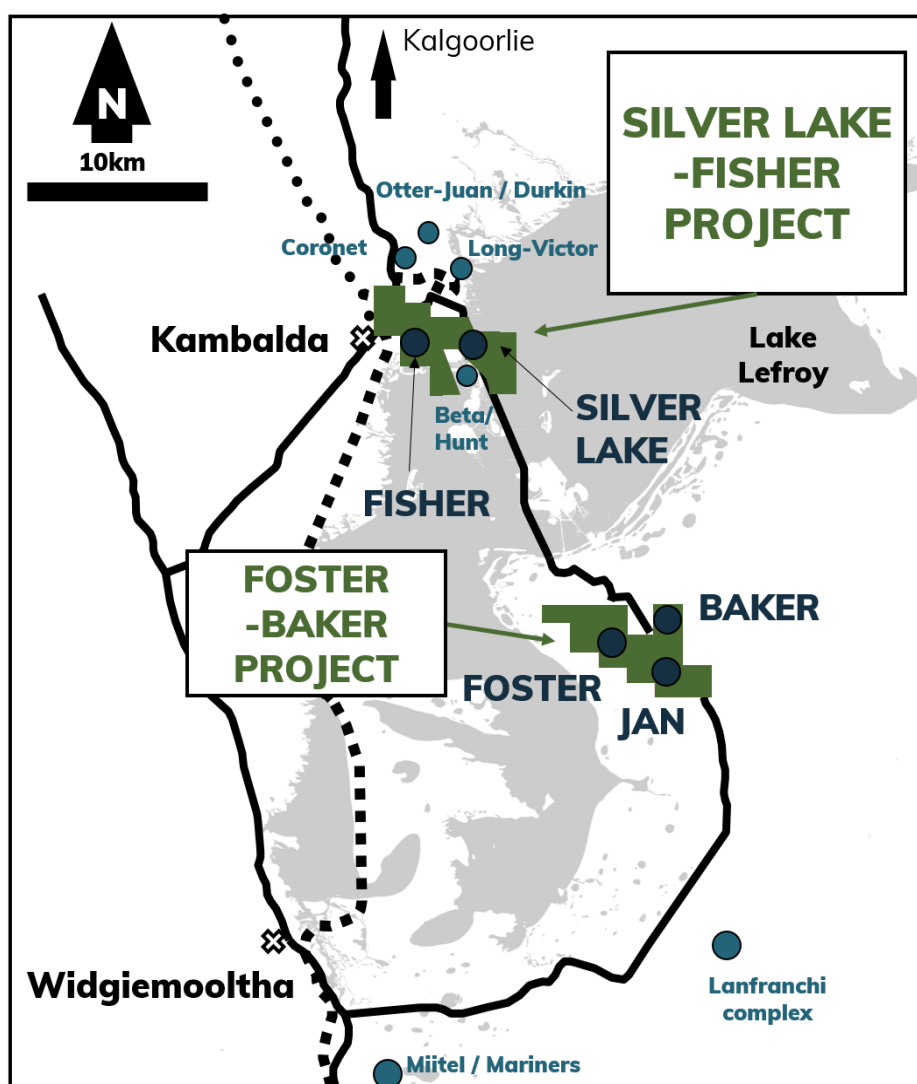 Kalgoorlie
N
10km
SILVER LAKE
-FISHER
PROJECT
Otter-Juan / Durkin
Coronet
Long-Victor
Kambalda
Lake
Lefroy
Beta/
Hunt
SILVER
LAKE
FISHER
FOSTER
-BAKER
PROJECT
BAKER
FOSTER
JAN
Widgiemooltha
Lanfranchi
complex
Miitel / Mariners